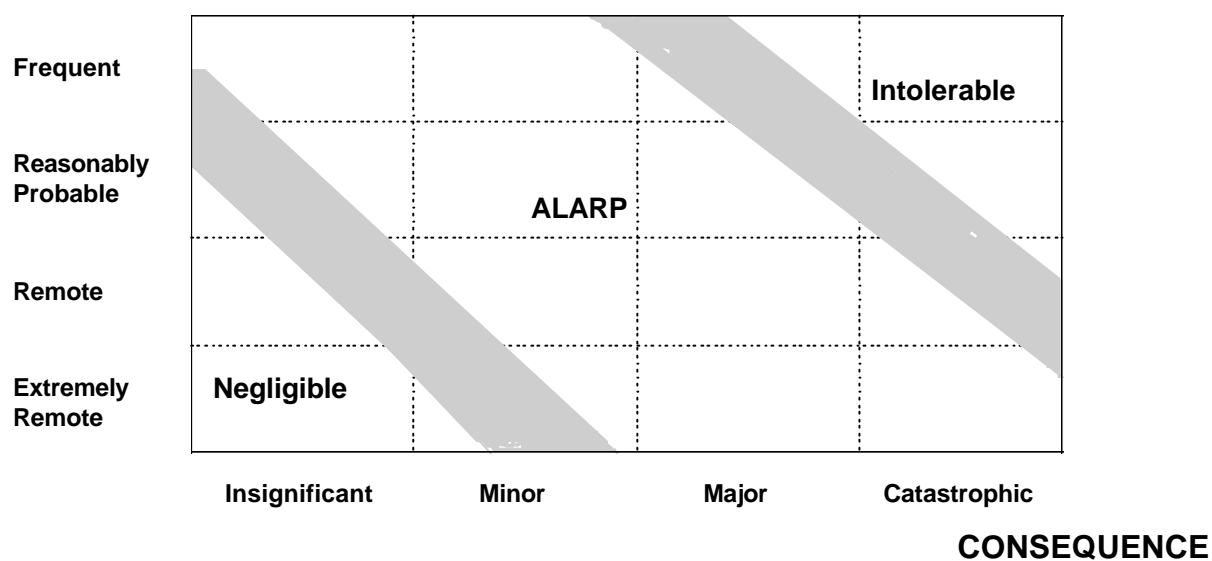 Frequent
Intolerable
Reasonably
Probable
ALARP
Remote
Extremely
Remote
Negligible
Insignificant Minor Major Catastrophic
CONSEQUENCE